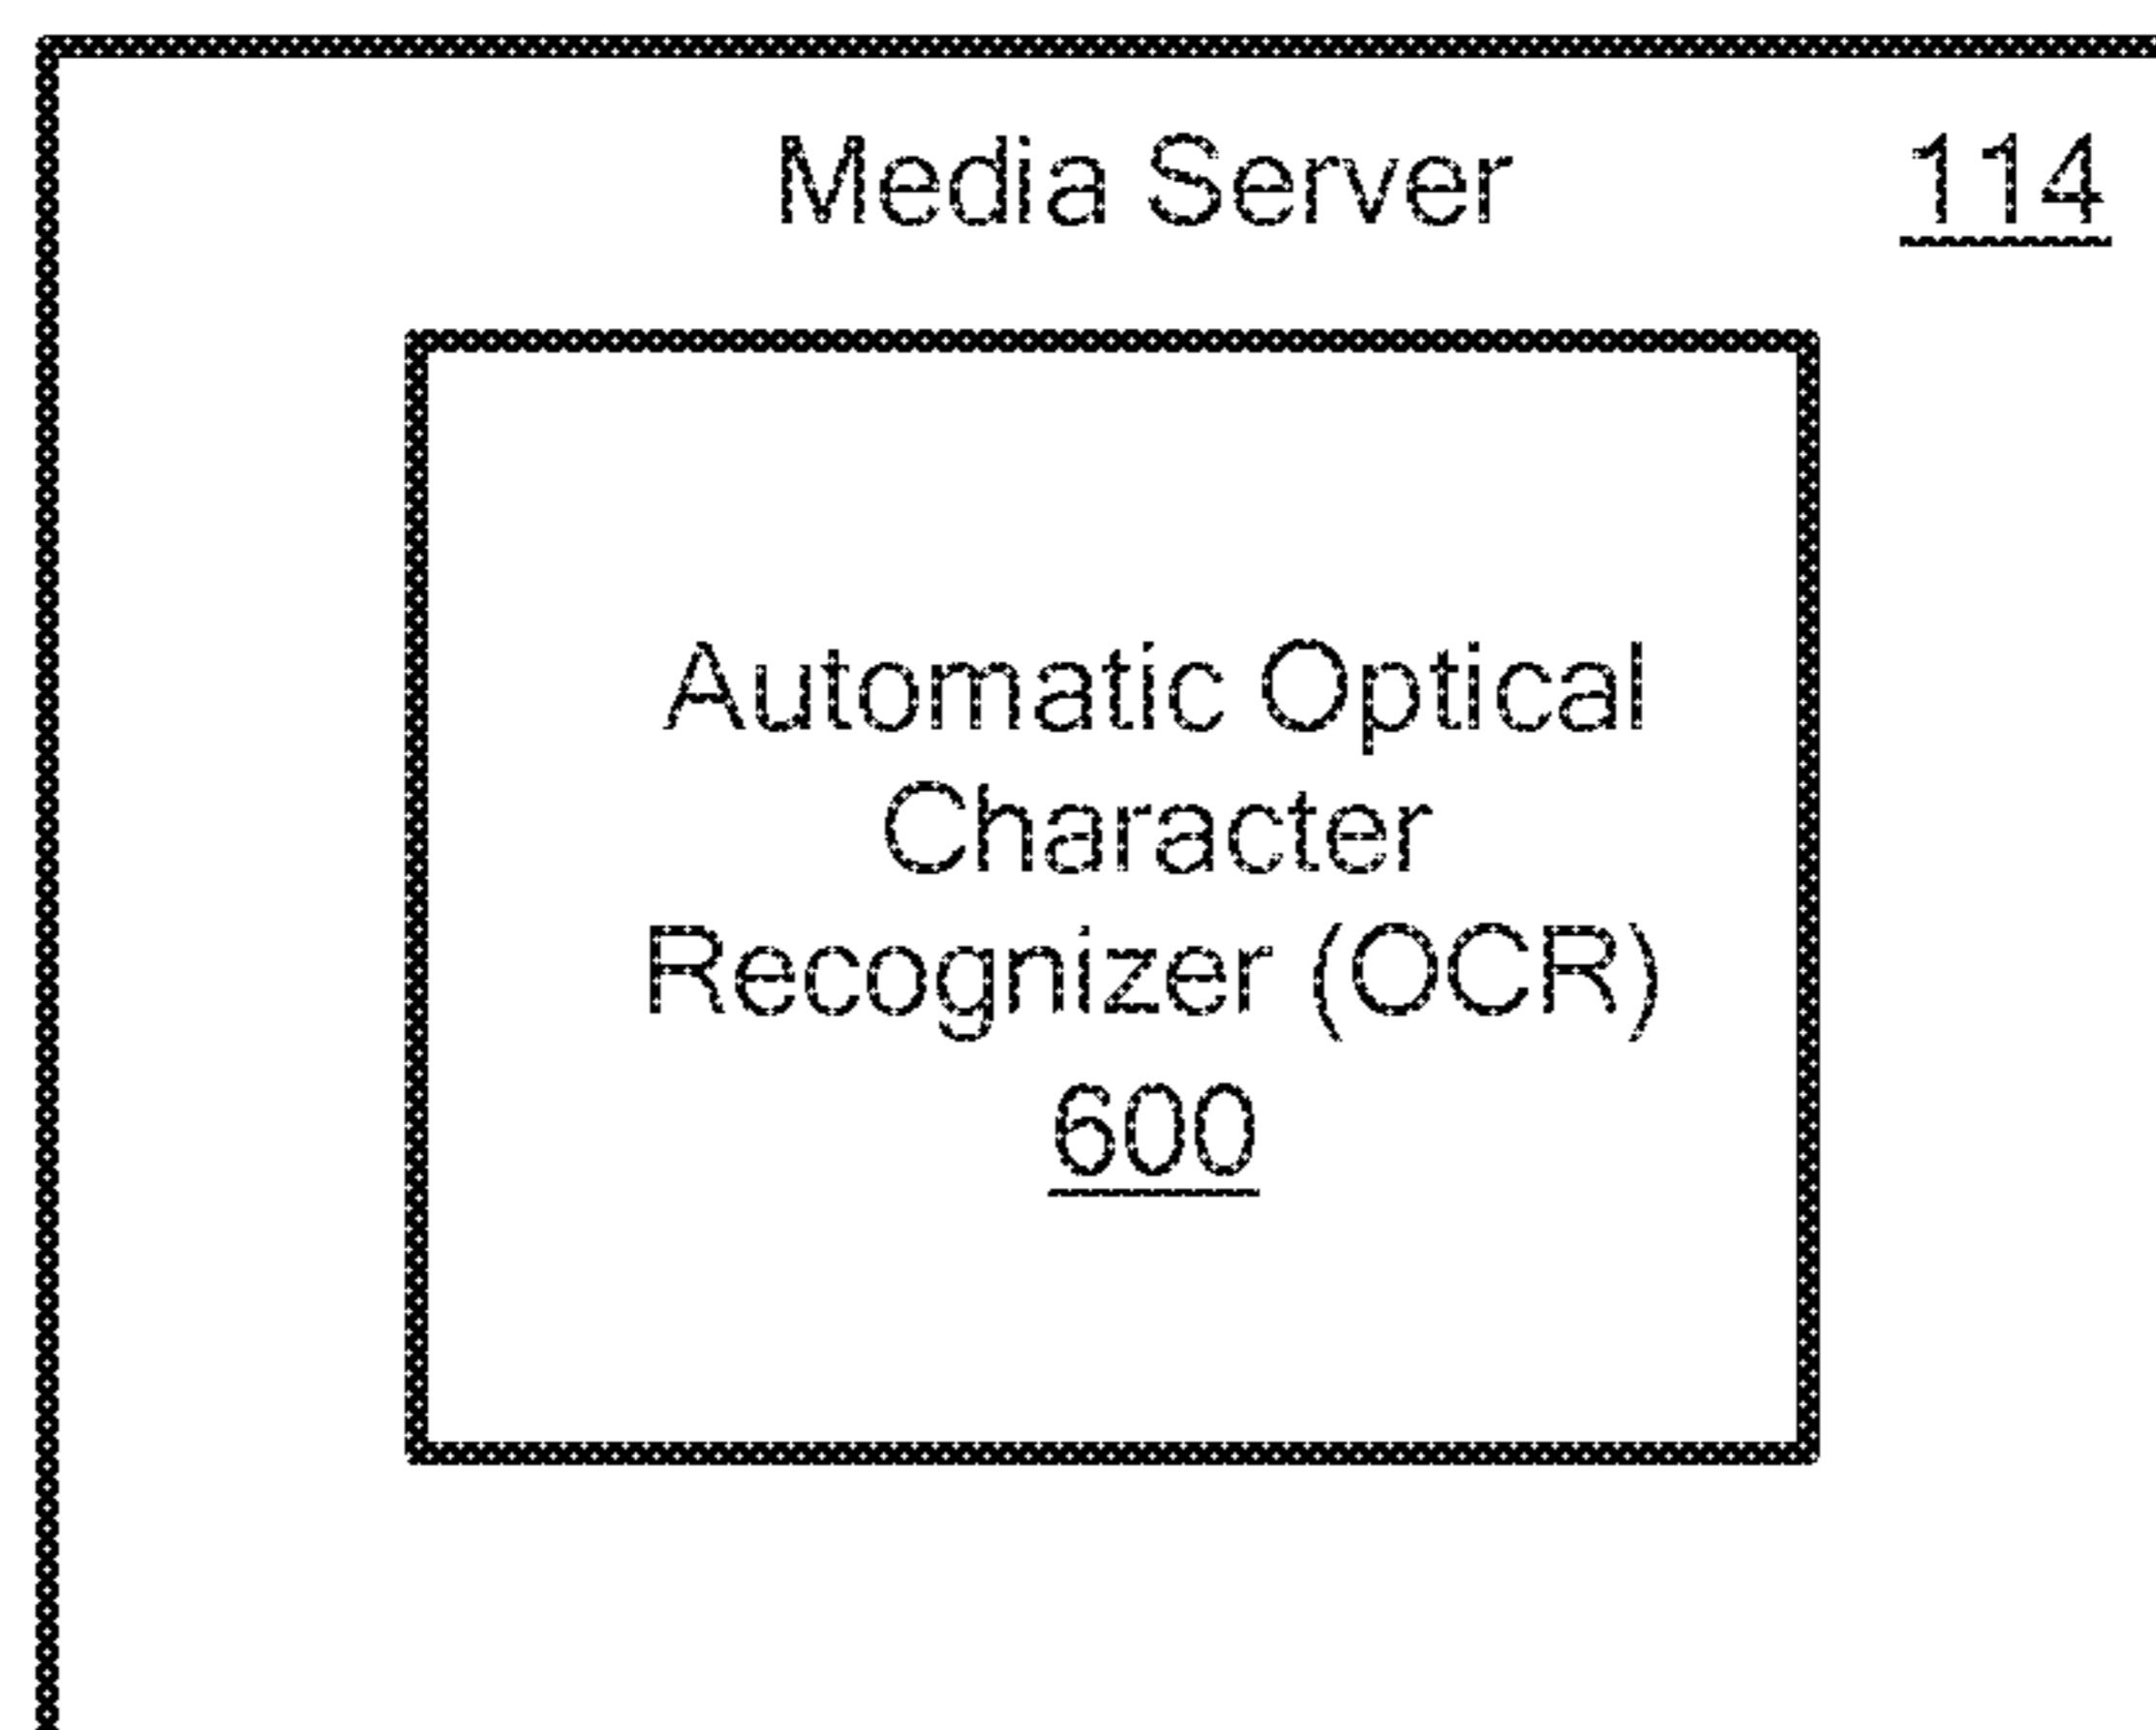 Media Server 114
Automatic Optical
Character
Recognizer (OCR)
600